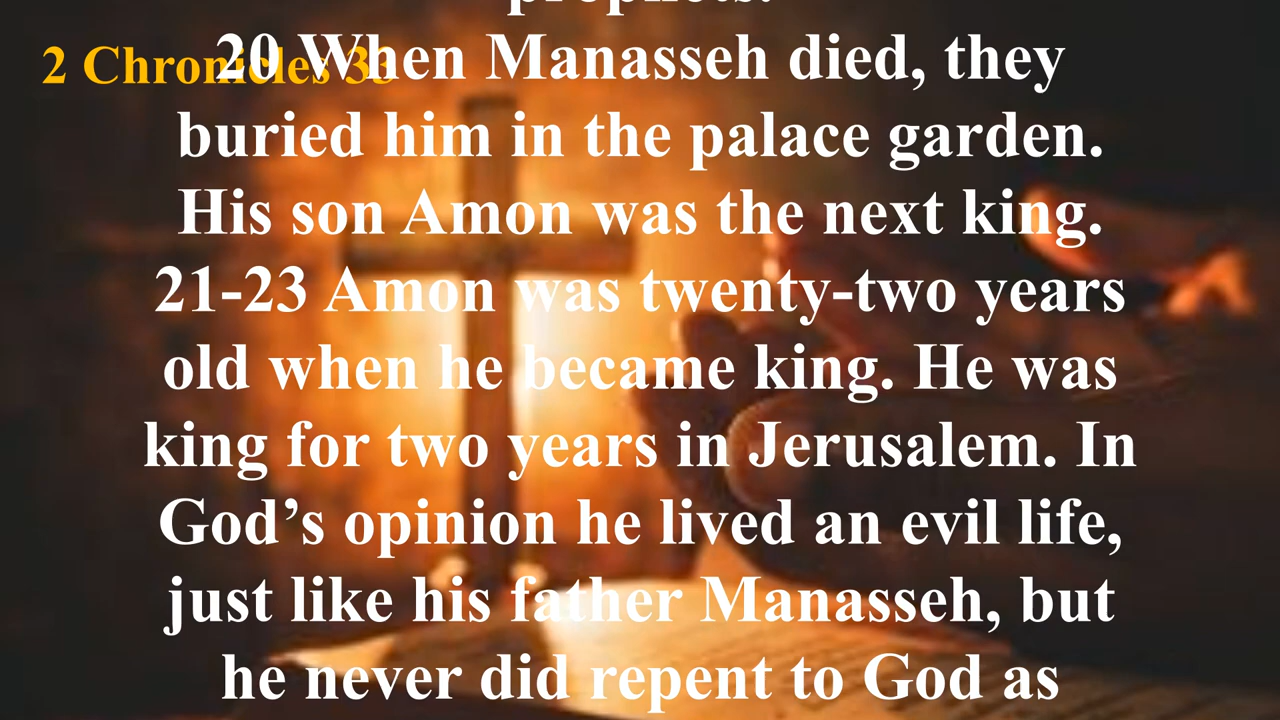 prophets.
2 Chronicles 33
20 When Manasseh died, they
buried him in the palace garden.
His son Amon was the next king.
21-23 Amon was twenty-two years
old when he became king. He was
king for two years in Jerusalem. In
God’s opinion he lived an evil life,
just like his father Manasseh, but
he never did repent to God as